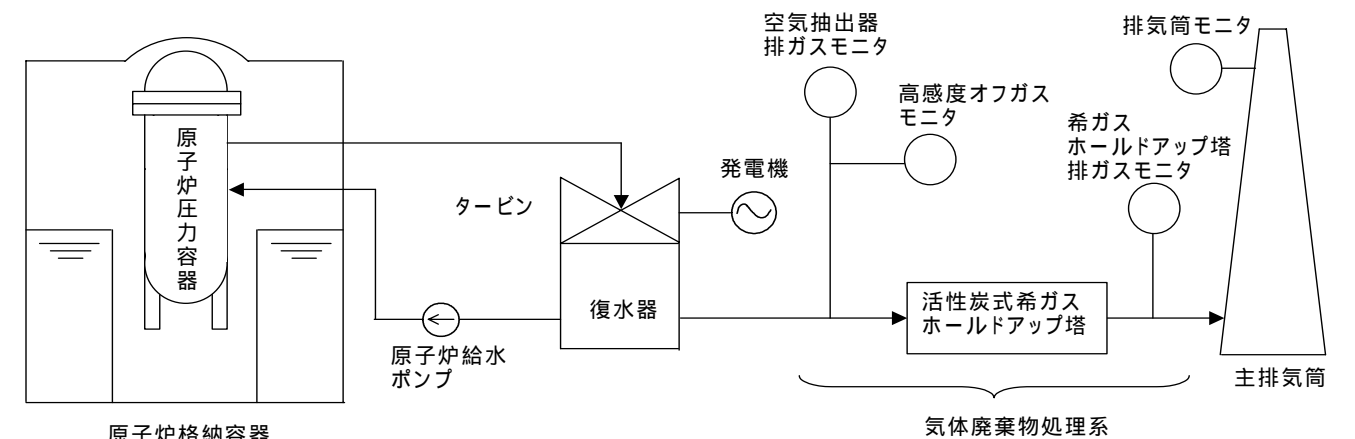 空気抽出器
排ガスモニタ
排気筒モニタ
高感度オフガス
モニタ
希ガス
ホールドアップ塔
排ガスモニタ
原子炉圧力容器
発電機
タービン
復水器
活性炭式希ガス
ホールドアップ塔
原子炉給水
ポンプ
主排気筒
気体廃棄物処理系
原子炉格納容器